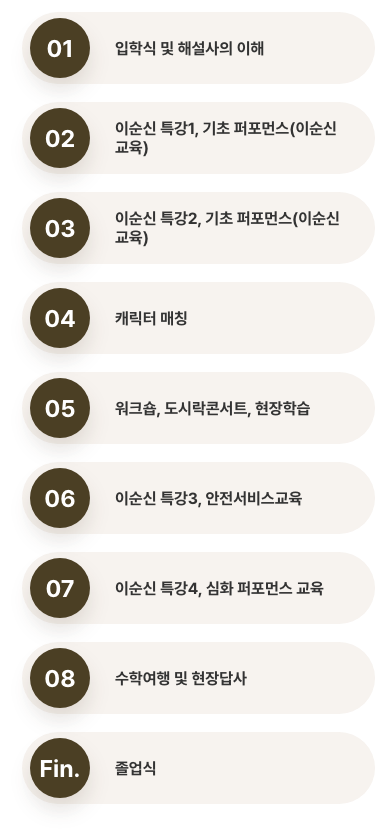 01
입학식 및 해설사의 이해
02
이순신 특강1, 기초 퍼포먼스(이순신
교육)
03
이순신 특강2, 기초 퍼포먼스(이순신
교육)
04
캐릭터 매칭
05
워크숍, 도시락콘서트, 현장학습
06
이순신 특강3, 안전서비스교육
07
이순신 특강4, 심화 퍼포먼스 교육
08
수학여행 및 현장답사
Fin.
졸업식